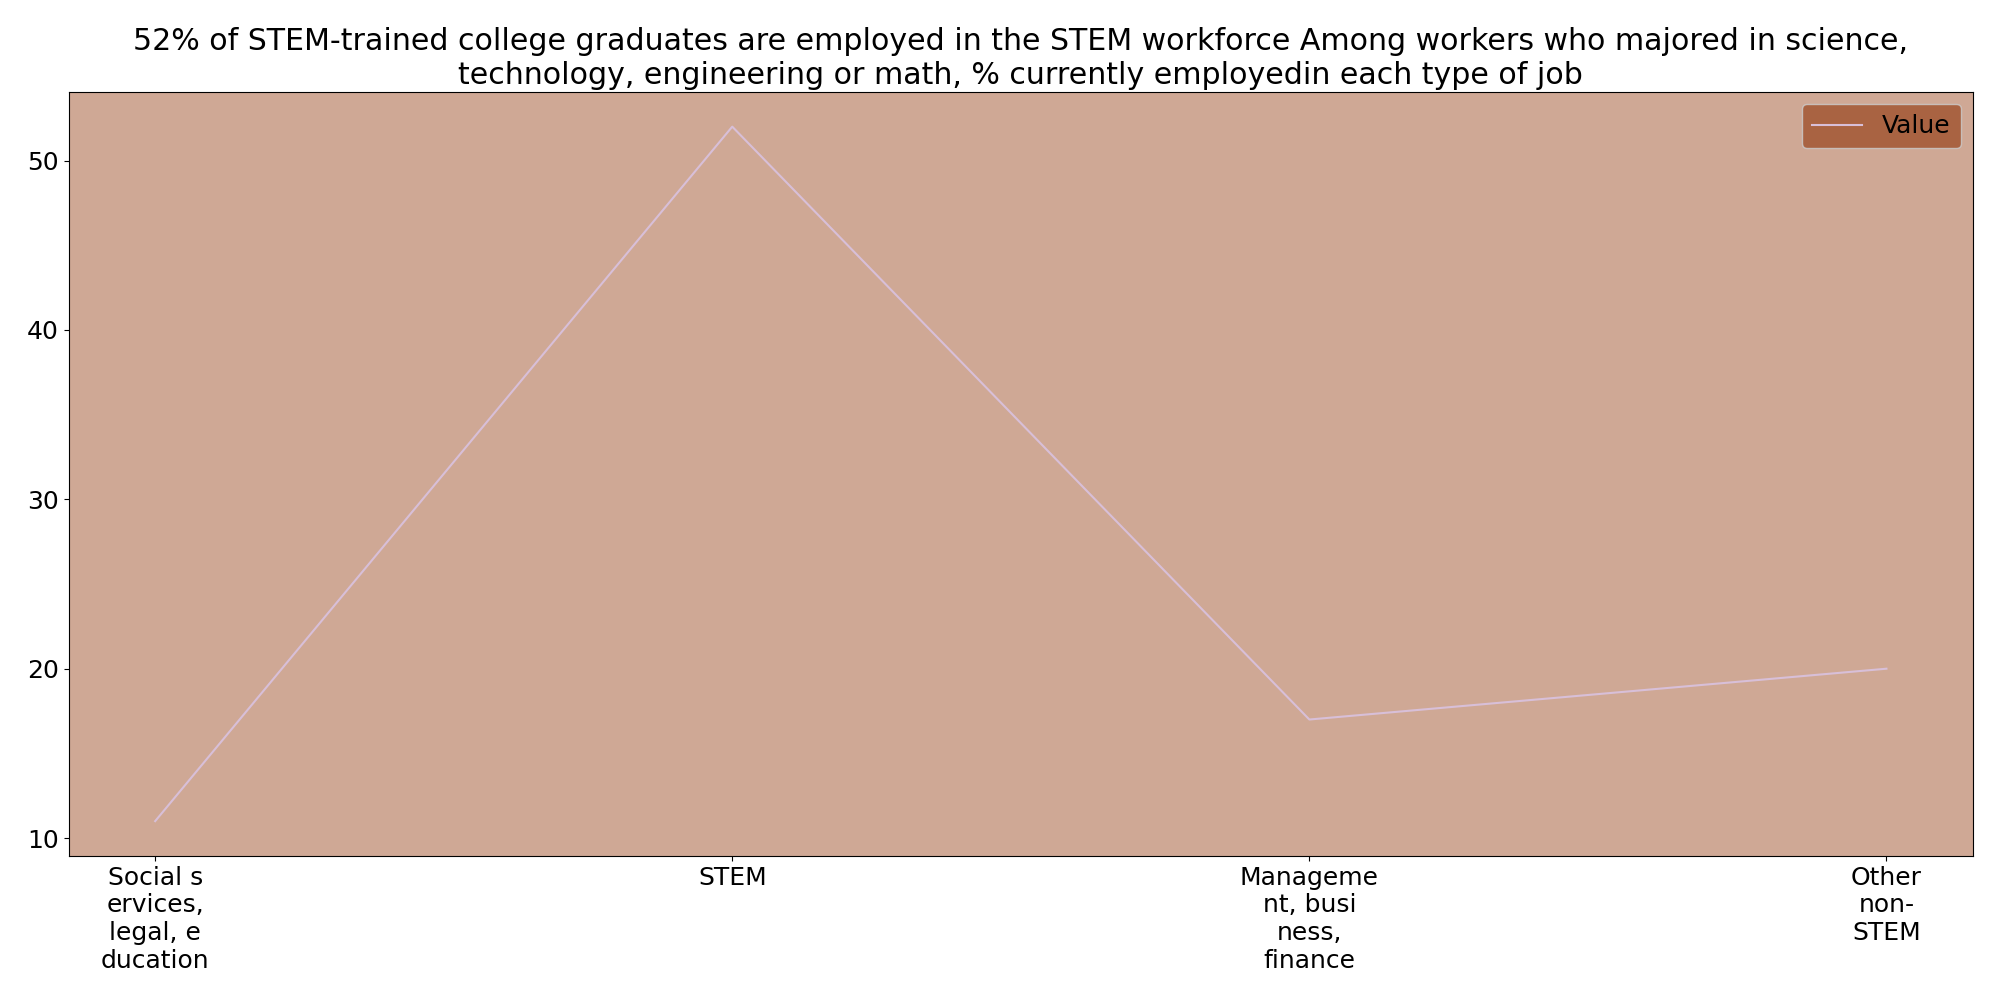 52% of STEM-trained college graduates are employed in the STEM workforce Among workers who majored in science,
technology, engineering or math, % currently employedin each type of job
Value
50
40
30
20
10
Social s
ervices,
legal, e
ducation
STEM
Manageme
nt, busi
ness,
finance
Other
non-
STEM